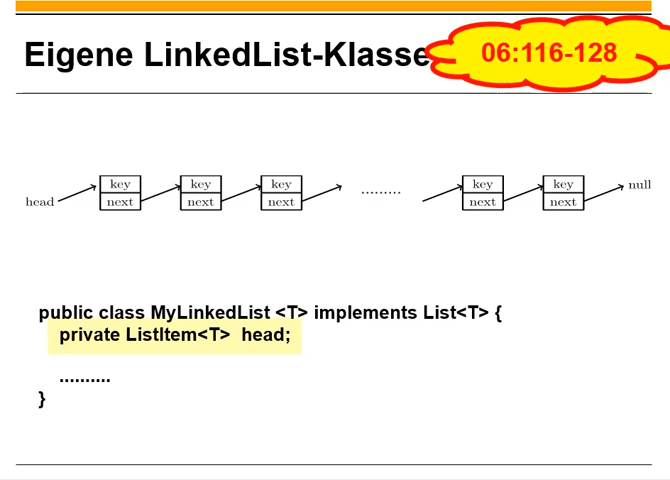 Eigene LinkedList-Klasse
06:116-128
key key key key key null
head next next next ......... next next
public class MyLinkedList <T> implements List<T> {
private ListItem<T> head;
..........
}